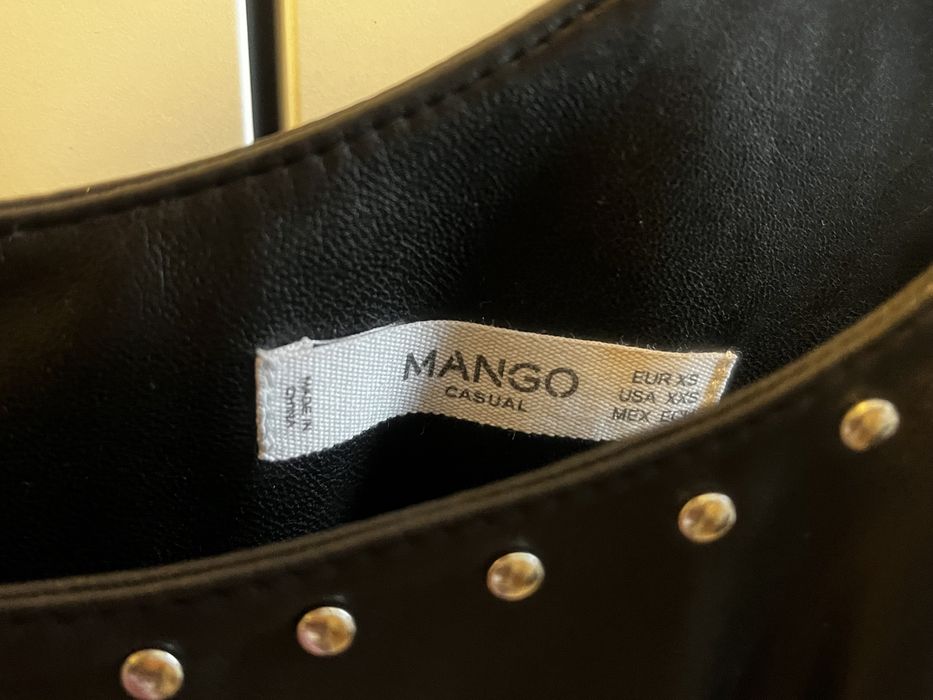 MANGO
CASUAL
EUR XS
USA XXS
MEX
MADE IN
CHINA